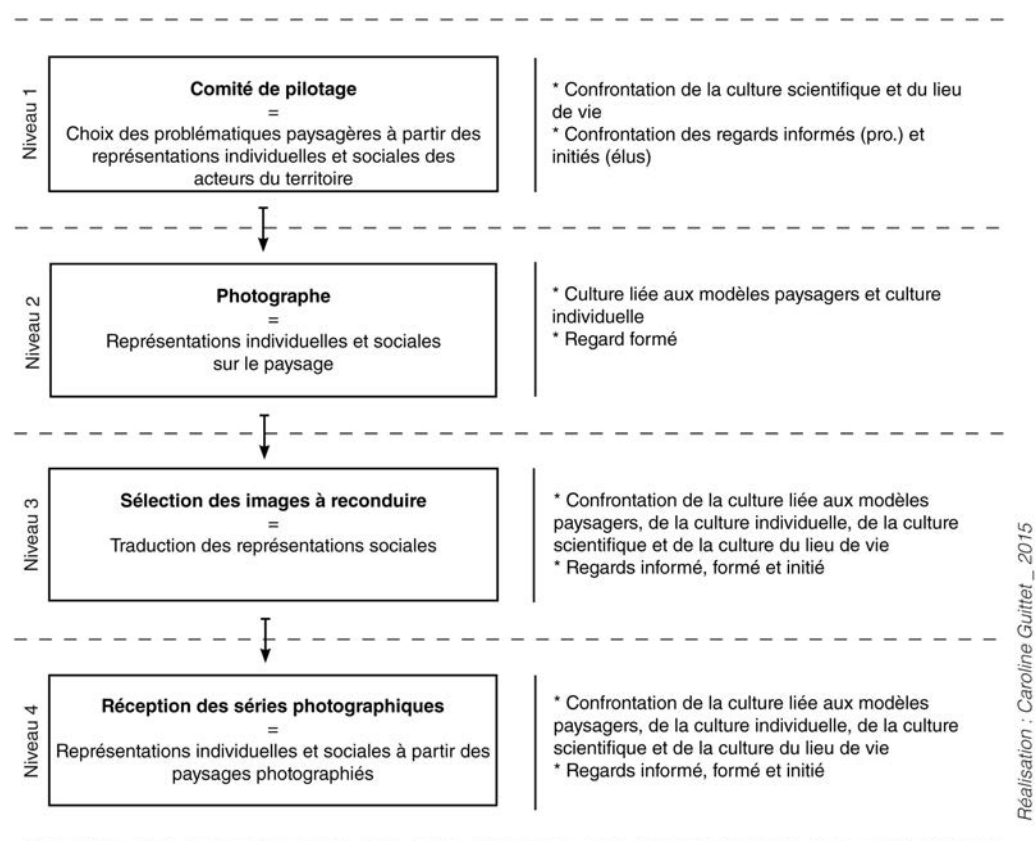 Niveau 1
Comité de pilotage
=
Choix des problématiques paysagères à partir des
représentations individuelles et sociales des
acteurs du territoire
* Confrontation de la culture scientifique et du lieu
de vie
* Confrontation des regards informés (pro.) et
initiés (élus)
Niveau 2
Photographe
=
Représentations individuelles et sociales
sur le paysage
* Culture liée aux modèles paysagers et culture
individuelle
* Regard formé
Niveau 3
Sélection des images à reconduire
=
Traduction des représentations sociales
* Confrontation de la culture liée aux modèles
paysagers, de la culture individuelle, de la culture
scientifique et de la culture du lieu de vie
* Regards informé, formé et initié
Niveau 4
Réception des séries photographiques
=
Représentations individuelles et sociales à partir des
paysages photographiés
* Confrontation de la culture liée aux modèles
paysagers, de la culture individuelle, de la culture
scientifique et de la culture du lieu de vie
* Regards informé, formé et initié
Réalisation : Caroline Guittet_ 2015